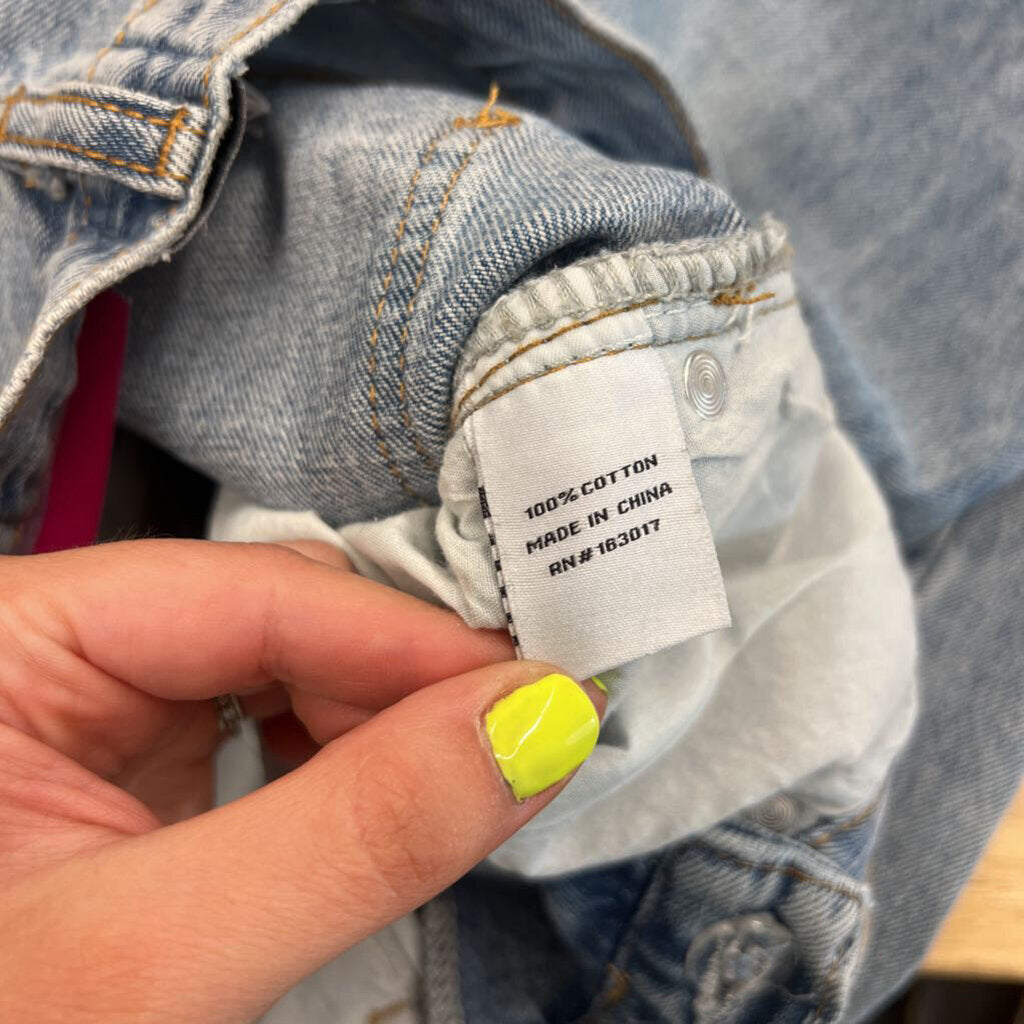 100% COTTON
MADE IN CHINA
RN#163017